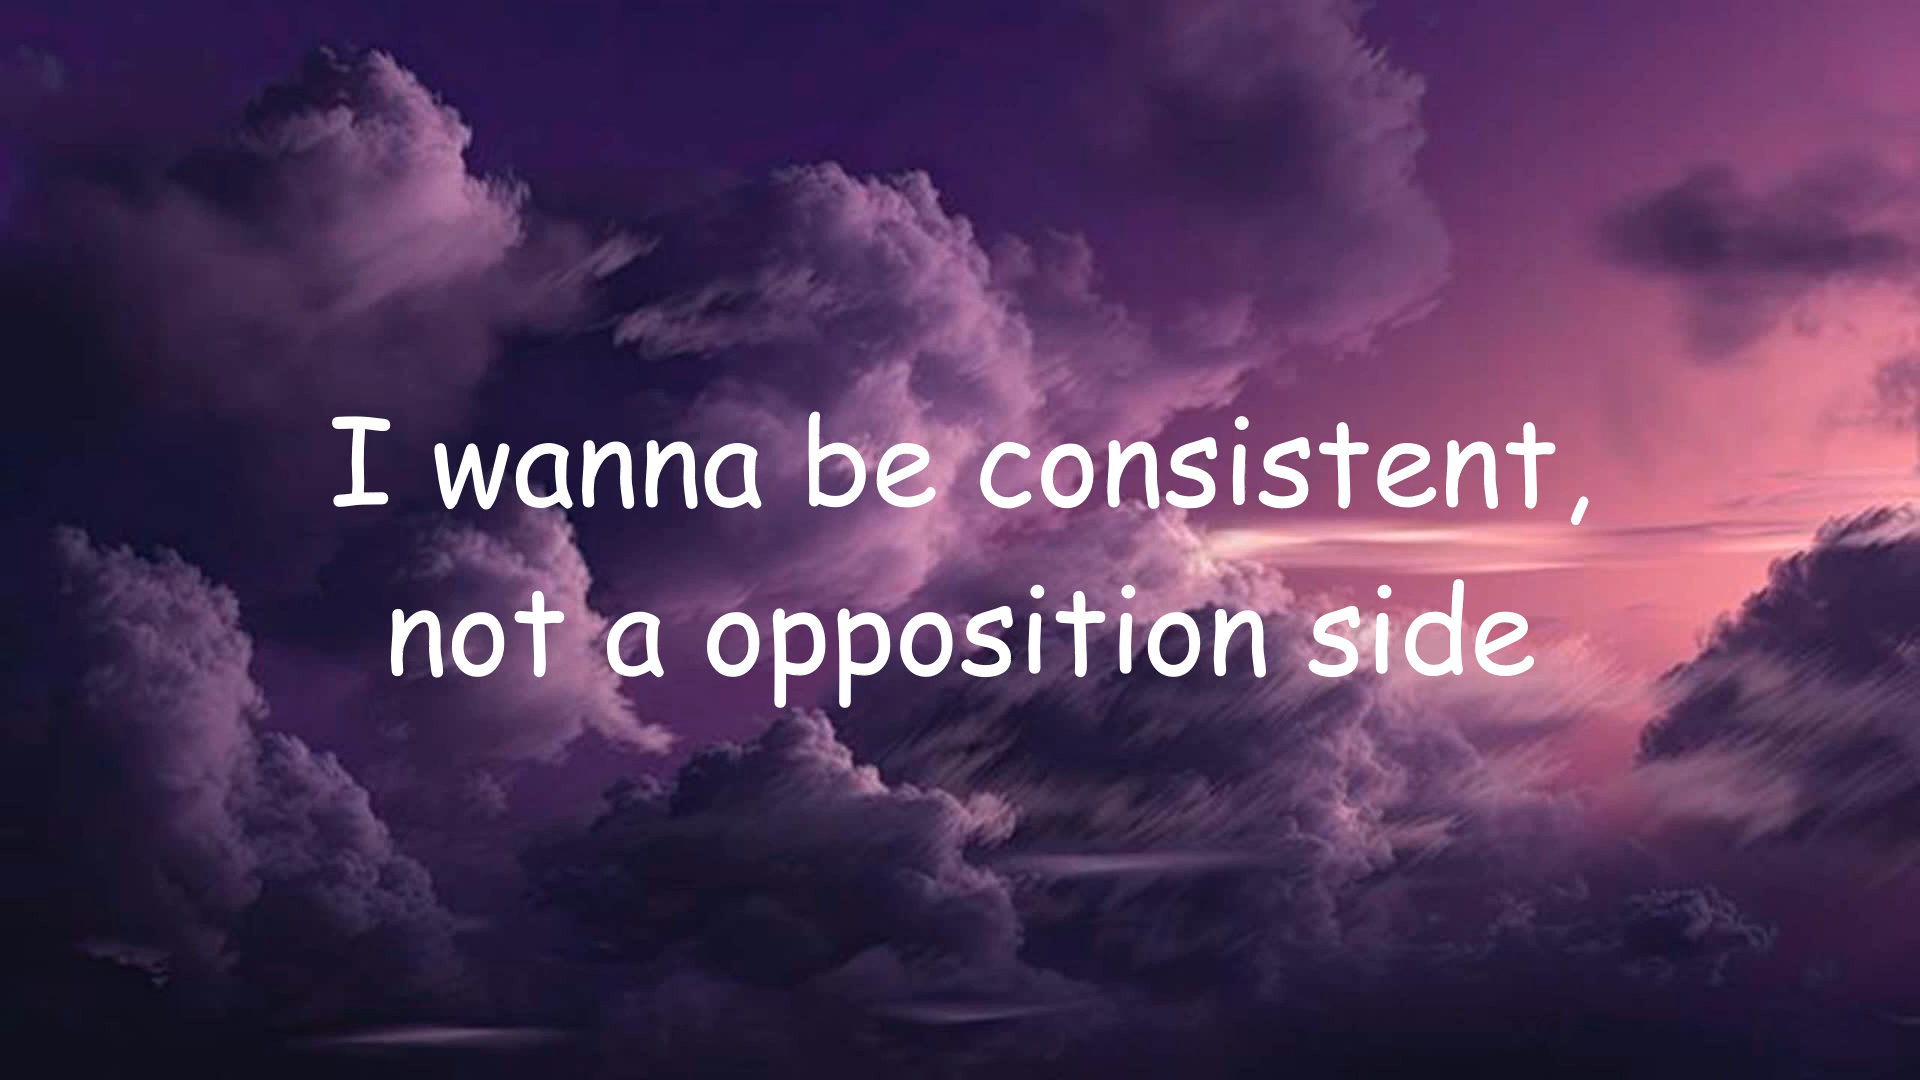 I wanna be consistent,
not a opposition side